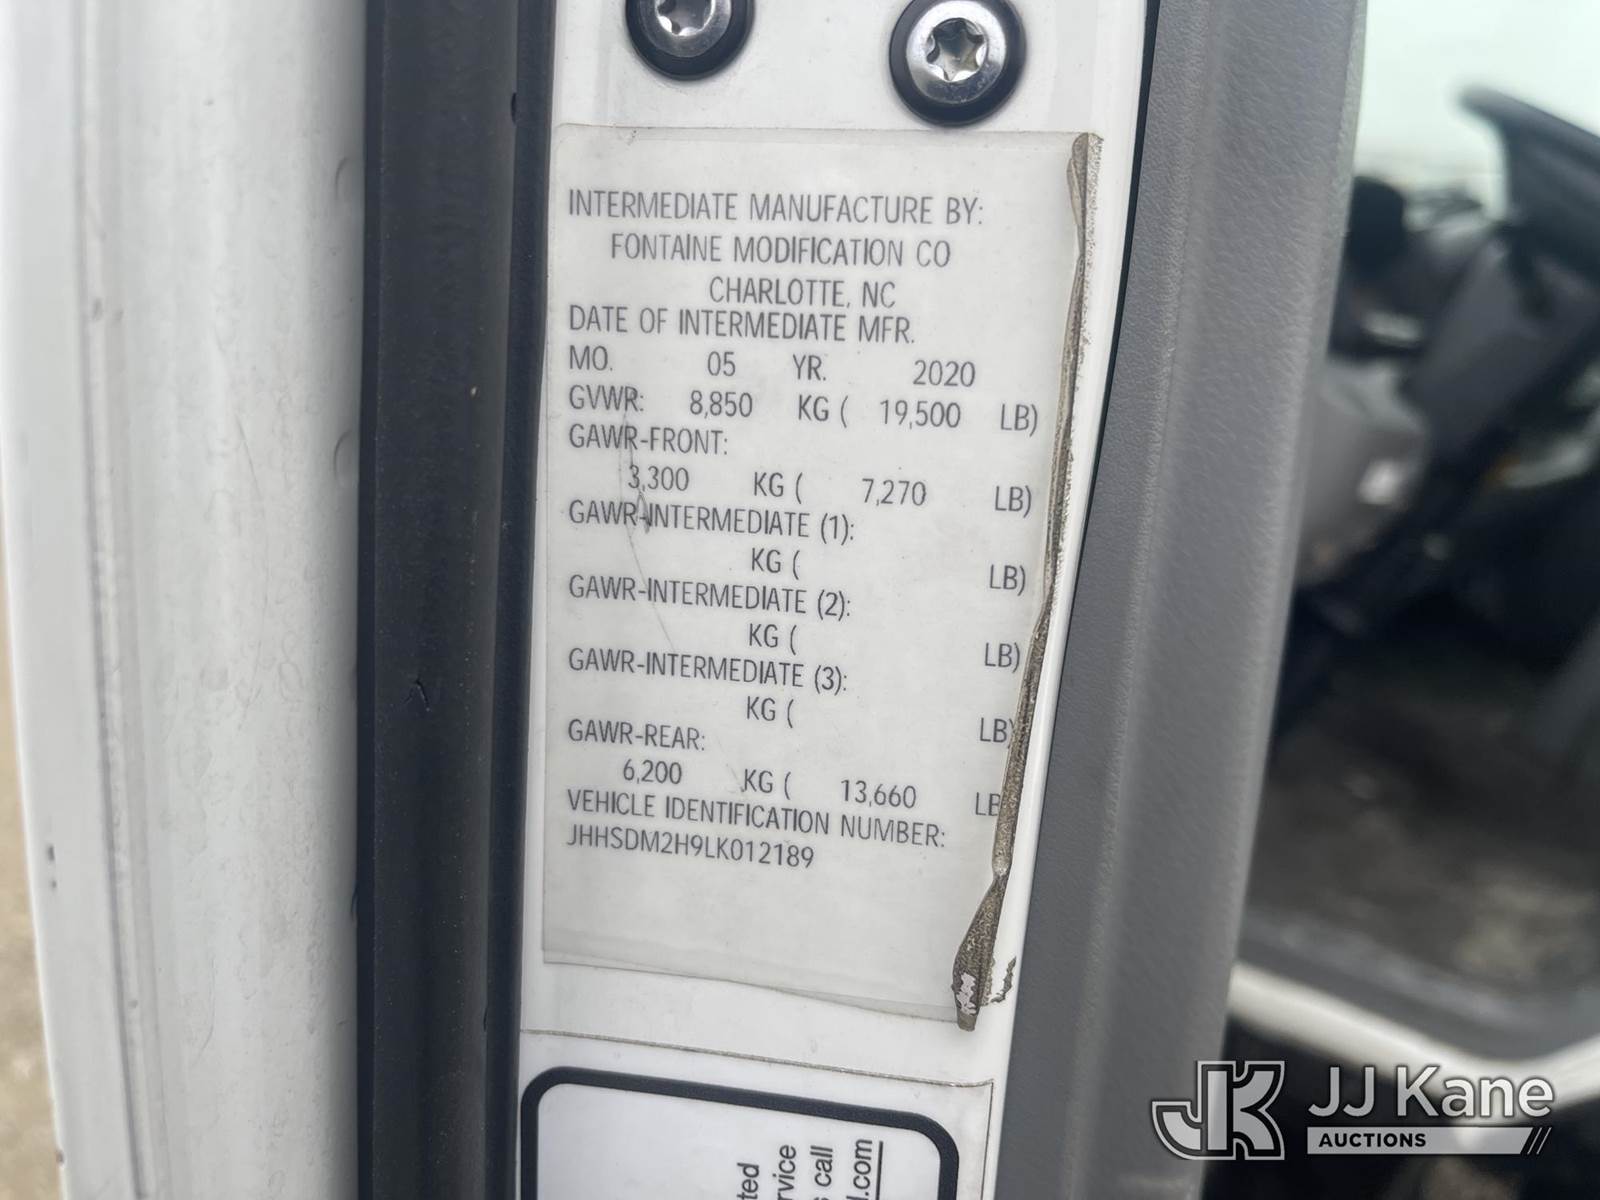 INTERMEDIATE MANUFACTURE BY:
FONTAINE MODIFICATION CO
CHARLOTTE, NC
DATE OF INTERMEDIATE MFR.
MO. 05 YR. 2020
GVWR: 8,850 KG ( 19,500 LB)
GAWR-FRONT:
3,300 KG ( 7,270 LB)
GAWR-INTERMEDIATE (1):
KG ( LB)
GAWR-INTERMEDIATE (2):
KG ( LB)
GAWR-INTERMEDIATE (3):
KG ( LB)
GAWR-REAR:
6,200 KG ( 13,660 LB
VEHICLE IDENTIFICATION NUMBER:
JHHSDM2H9LK012189
call
.com
JK JJ Kane
AUCTIONS